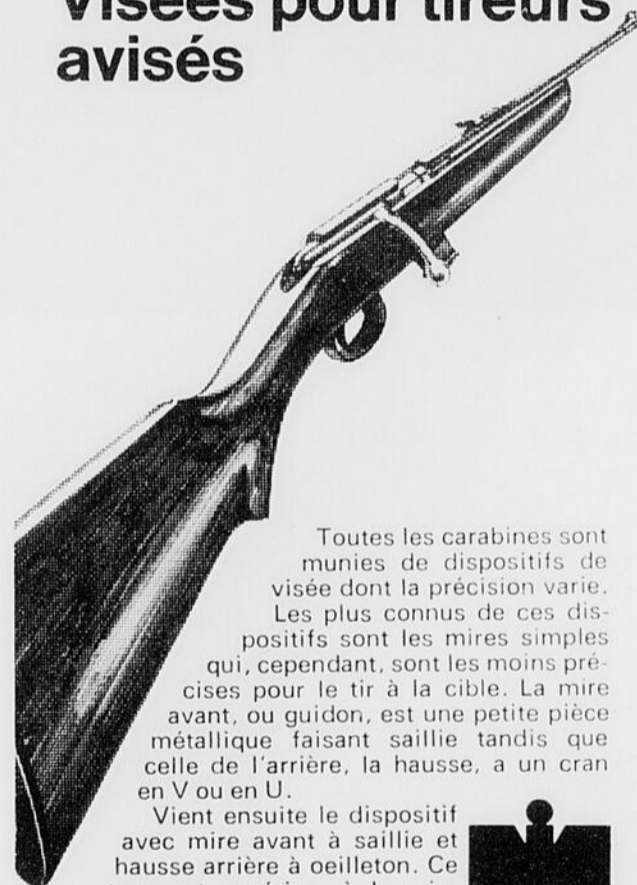 Visées pour tireurs
avisés
Toutes les carabines sont
munies de dispositifs de
visée dont la précision varie.
Les plus connus de ces dis-
positifs sont les mires simples
qui, cependant, sont les moins pré-
cises pour le tir à la cible. La mire
avant, ou guidon, est une petite pièce
métallique faisant saillie tandis que
celle de l'arrière, la hausse, a un cran
en V ou en U.
Vient ensuite le dispositif
avec mire avant à saillie et
hausse arrière à oeilleton. Ce